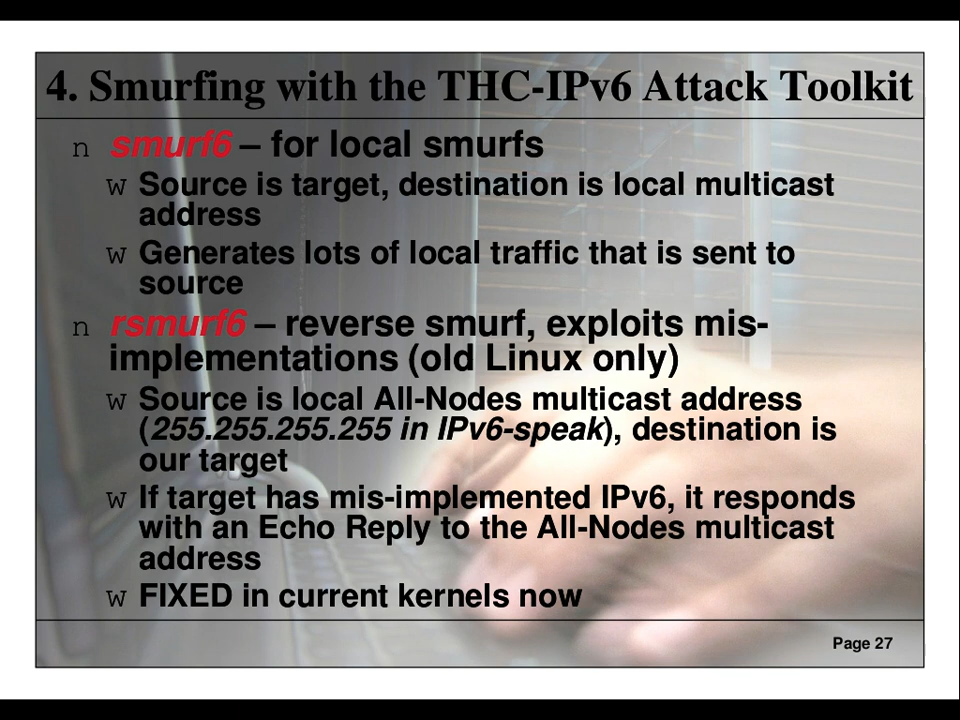 4. Smurfing with the THC-IPv6 Attack Toolkit
n smurf6 – for local smurfs
w Source is target, destination is local multicast
address
w Generates lots of local traffic that is sent to
source
n rsmurf6 – reverse smurf, exploits mis-
implementations (old Linux only)
w Source is local All-Nodes multicast address
(255.255.255.255 in IPv6-speak), destination is
our target
w If target has mis-implemented IPv6, it responds
with an Echo Reply to the All-Nodes multicast
address
w FIXED in current kernels now
Page 27